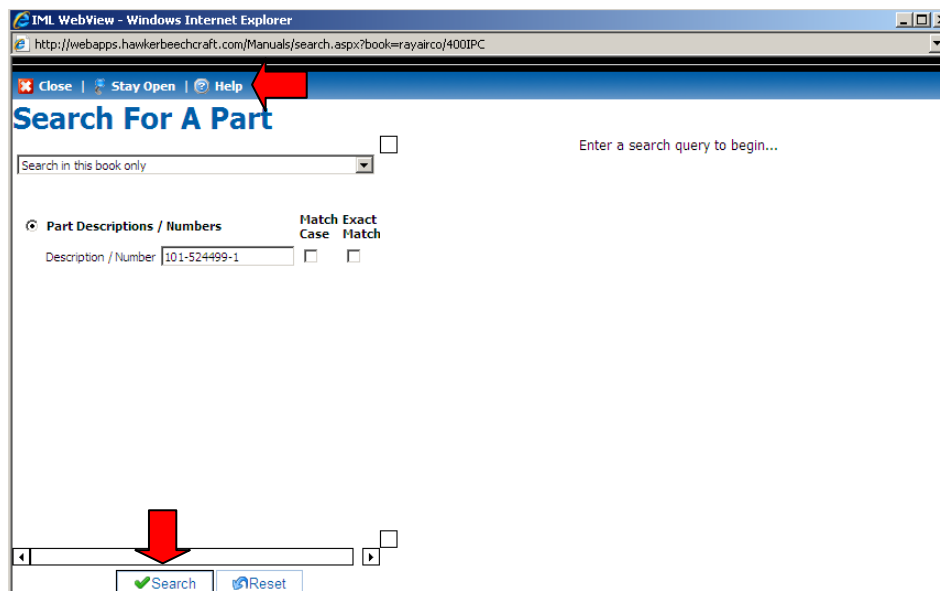 IML WebView - Windows Internet Explorer
http://webapps.hawkerbeechcraft.com/Manuals/search.aspx?book=rayairco/400IPC
Close | Stay Open | Help
Search For A Part
Enter a search query to begin...
Search in this book only
Part Descriptions / Numbers Match Case Exact Match
Description / Number 101-524499-1
Search Reset